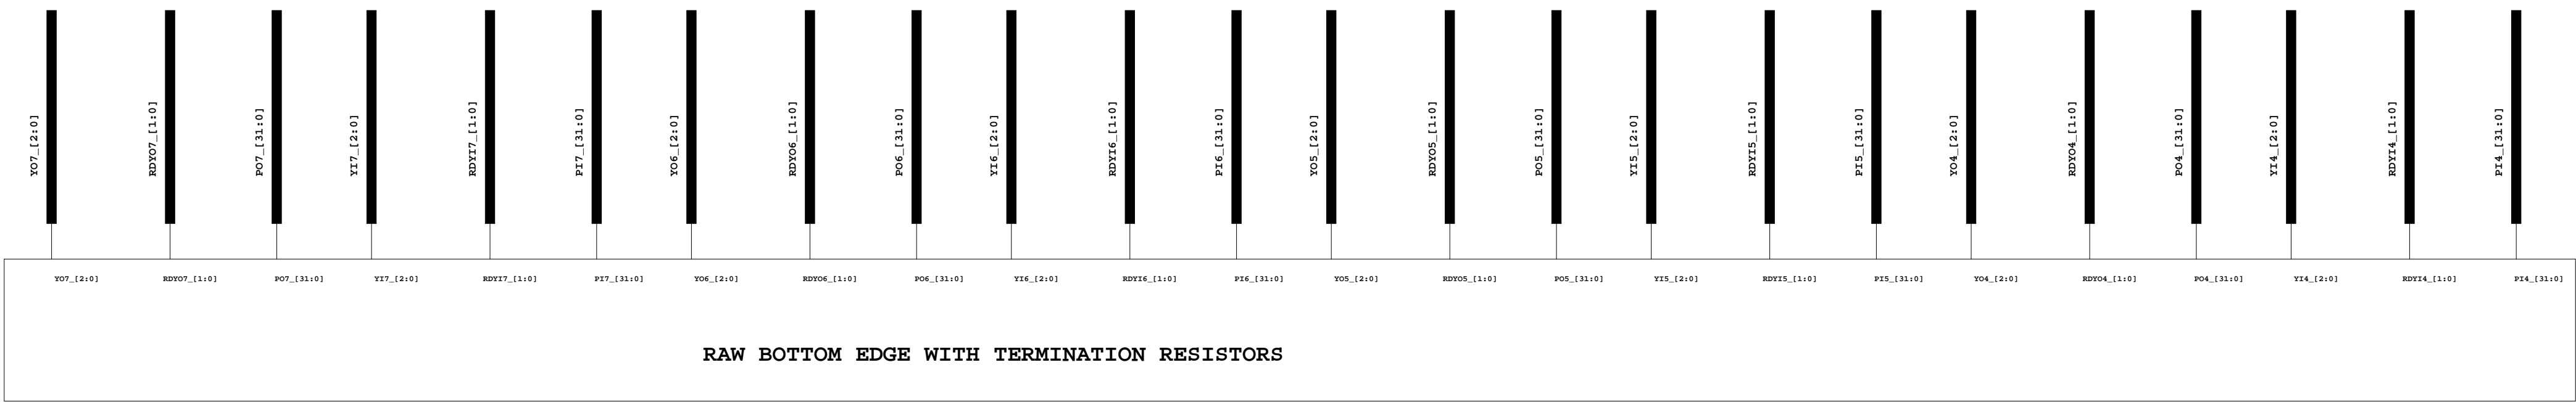 YO7_[2:0] RDYO7_[1:0] PO7_[31:0] YI7_[2:0] RDYI7_[1:0] PI7_[31:0] YO6_[2:0] RDYO6_[1:0] PO6_[31:0] YI6_[2:0] RDYI6_[1:0] PI6_[31:0] YO5_[2:0] RDYO5_[1:0] PO5_[31:0] YI5_[2:0] RDYI5_[1:0] PI5_[31:0] YO4_[2:0] RDYO4_[1:0] PO4_[31:0] YI4_[2:0] RDYI4_[1:0] PI4_[31:0]
YO7_[2:0] RDYO7_[1:0] PO7_[31:0] YI7_[2:0] RDYI7_[1:0] PI7_[31:0] YO6_[2:0] RDYO6_[1:0] PO6_[31:0] YI6_[2:0] RDYI6_[1:0] PI6_[31:0] YO5_[2:0] RDYO5_[1:0] PO5_[31:0] YI5_[2:0] RDYI5_[1:0] PI5_[31:0] YO4_[2:0] RDYO4_[1:0] PO4_[31:0] YI4_[2:0] RDYI4_[1:0] PI4_[31:0]
RAW BOTTOM EDGE WITH TERMINATION RESISTORS